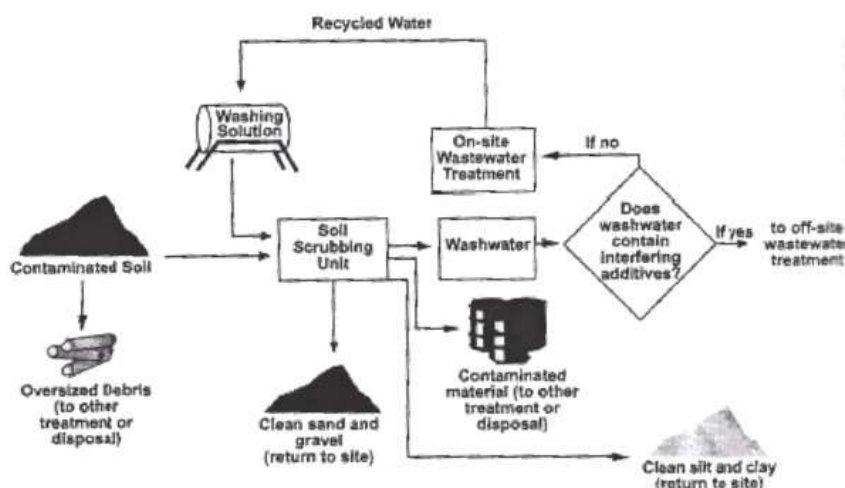 Recycled Water
Washing
Solution
On-site
Wastewater
Treatment
If no
Does
washwater
contain
interfering
additives?
If yes
to off-site
wastewater
treatment
Contaminated Soil
Soil
Scrubbing
Unit
Washwater
Oversized Debris
(to other
treatment or
disposal)
Clean sand and
gravel
(return to site)
Contaminated
material (to other
treatment or
disposal)
Clean silt and clay
(return to site)